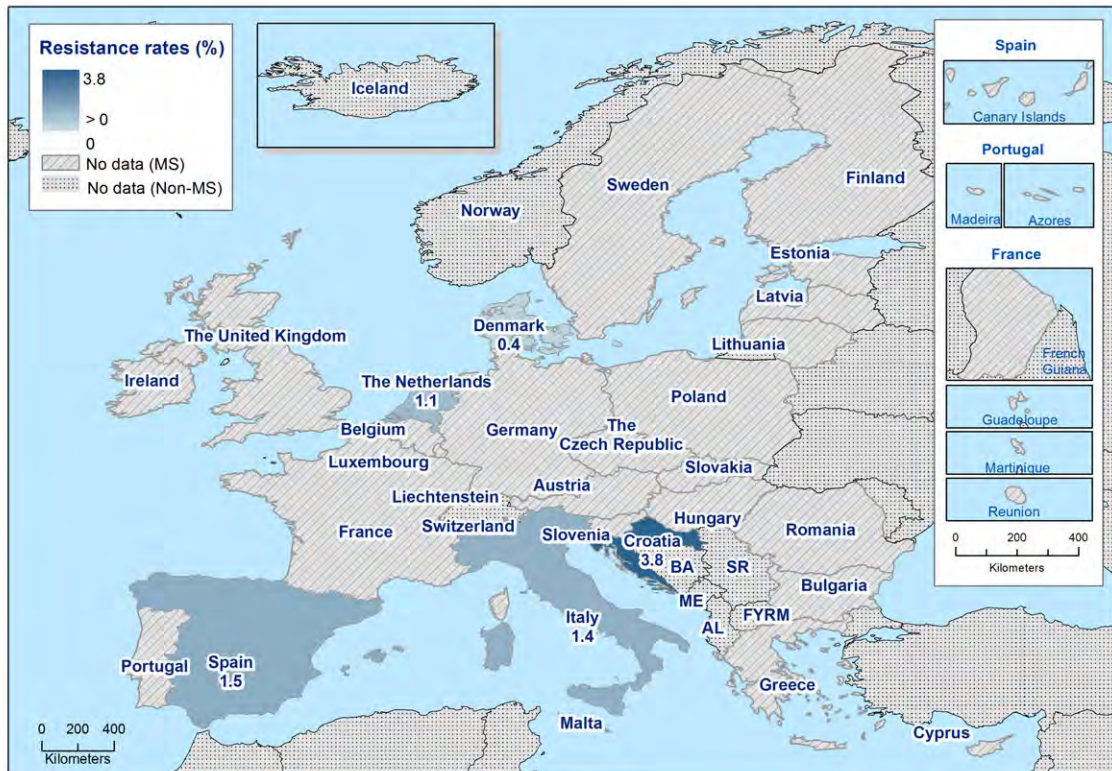 Resistance rates (%)
3.8
> 0
0
No data (MS)
No data (Non-MS)
Iceland
Spain
Canary Islands
Portugal
Madeira
Azores
France
French
Guiana
Guadeloupe
Martinique
Reunion
0 200 400
Kilometers
Sweden
Finland
Norway
Estonia
Latvia
Lithuania
Denmark
0.4
The United Kingdom
Ireland
The Netherlands
1.1
Belgium
Luxembourg
Germany
Poland
The
Czech Republic
Slovakia
Austria
Liechtenstein
Switzerland
France
Hungary
Romania
Slovenia
Croatia
3.8
BA
SR
Bulgaria
ME
FYRM
AL
Italy
1.4
Portugal
Spain
1.5
Greece
Malta
Cyprus
0 200 400
Kilometers